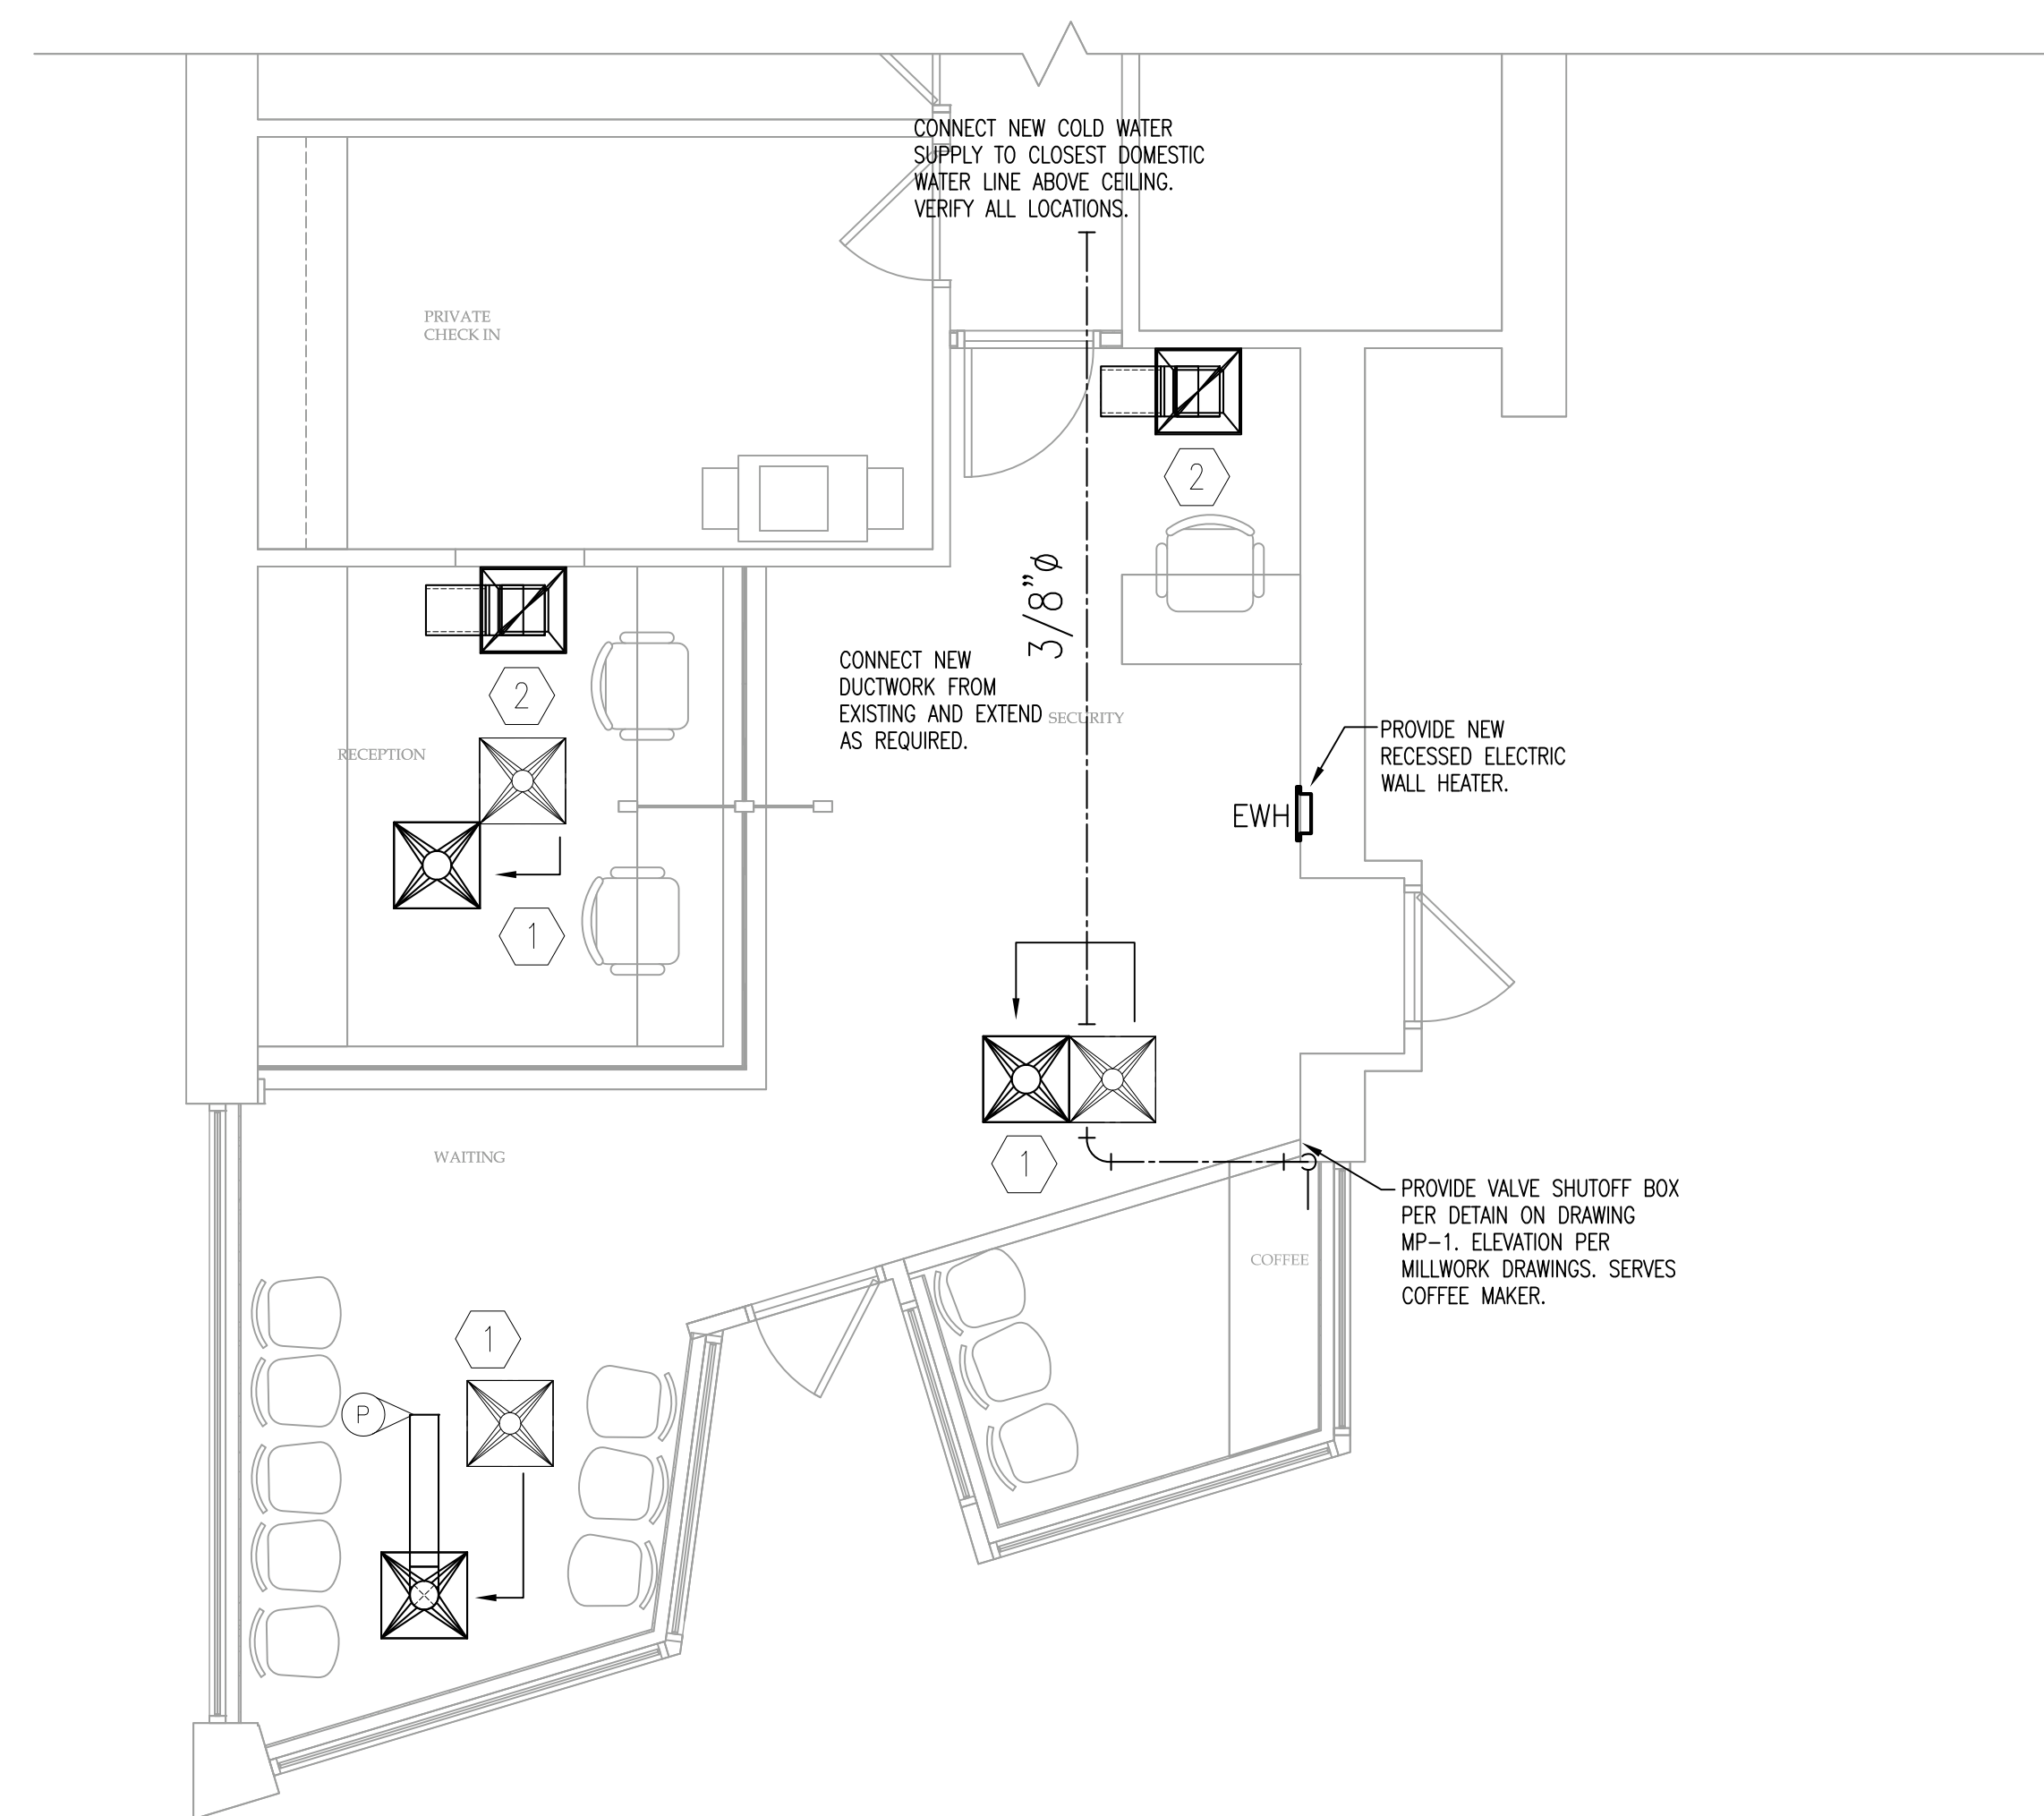 CONNECT NEW COLD WATER
SUPPLY TO CLOSEST DOMESTIC
WATER LINE ABOVE CEILING.
VERIFY ALL LOCATIONS.
PRIVATE
CHECK IN
2
3/8"ø
2
CONNECT NEW
DUCTWORK FROM
EXISTING AND EXTEND
AS REQUIRED.
SECURITY
PROVIDE NEW
RECESSED ELECTRIC
WALL HEATER.
RECEPTION
EWH
1
WAITING
1
PROVIDE VALVE SHUTOFF BOX
PER DETAIN ON DRAWING
MP-1. ELEVATION PER
MILLWORK DRAWINGS. SERVES
COFFEE MAKER.
COFFEE
1
P